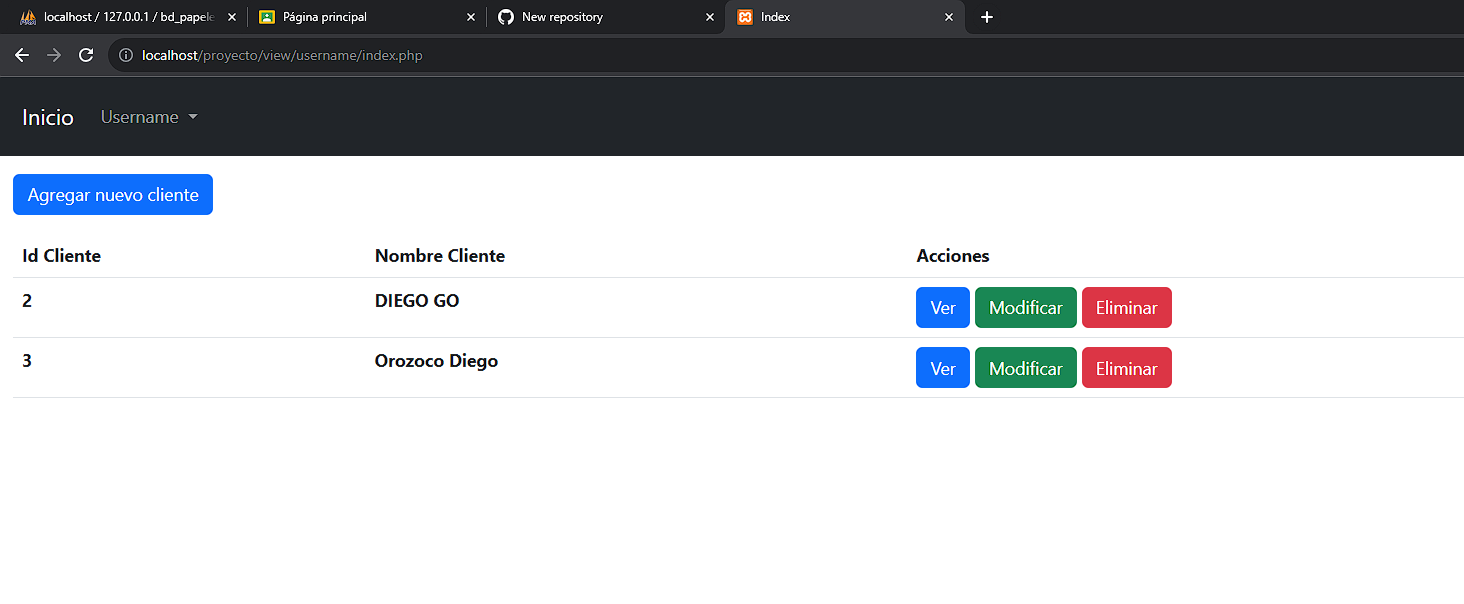 localhost / 127.0.0.1 / bd_papele
Página principal
New repository
Index
localhost/proyecto/view/username/index.php
Inicio
Username
Agregar nuevo cliente
Id Cliente Nombre Cliente Acciones
2 DIEGO GO Ver Modificar Eliminar
3 Orozoco Diego Ver Modificar Eliminar